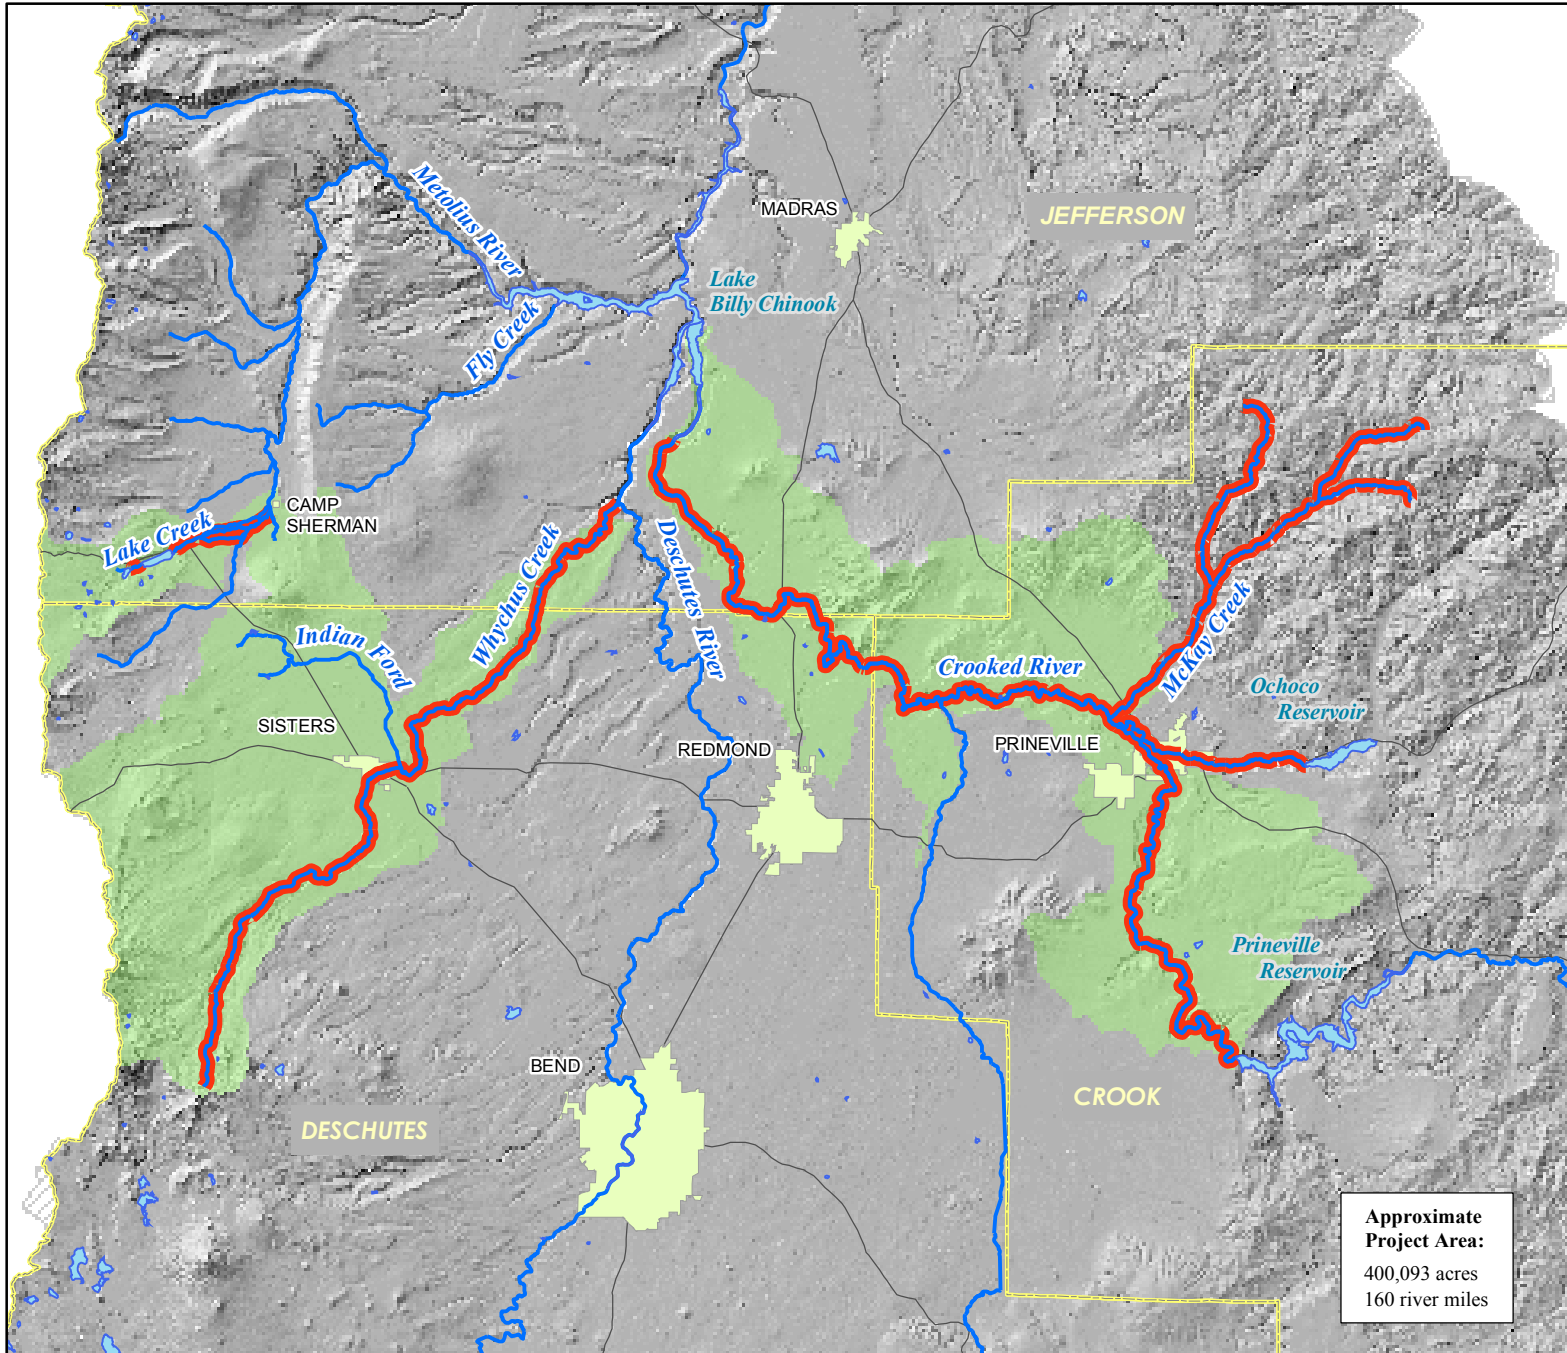 Metolius River
MADRAS
JEFFERSON
Lake
Billy Chinook
Fly Creek
CAMP
SHERMAN
Lake Creek
Whychus Creek
Deschutes River
Indian Ford
McKay Creek
Crooked River
Ochoco
Reservoir
SISTERS
REDMOND
PRINEVILLE
Prineville
Reservoir
BEND
CROOK
DESCHUTES
Approximate
Project Area:
400,093 acres
160 river miles